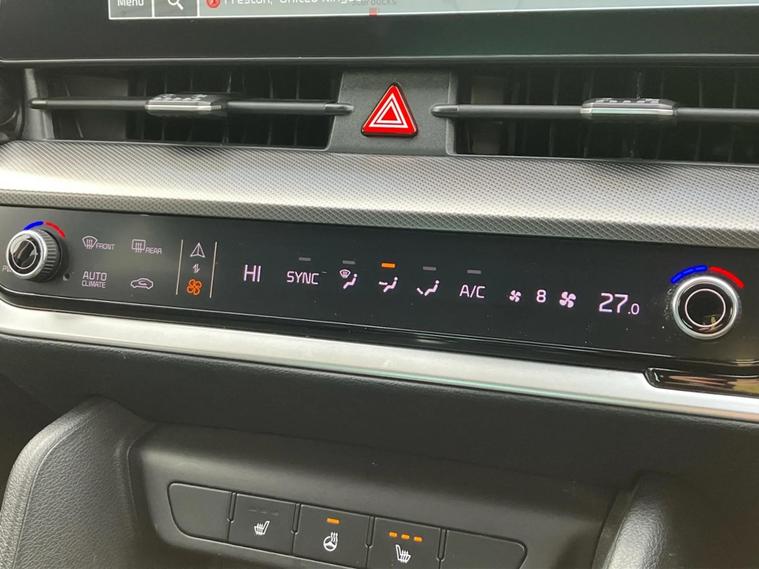 Menu
Preston, United Kingdom
FRONT
REAR
AUTO
CLIMATE
HI
SYNC
A/C
8
27.0